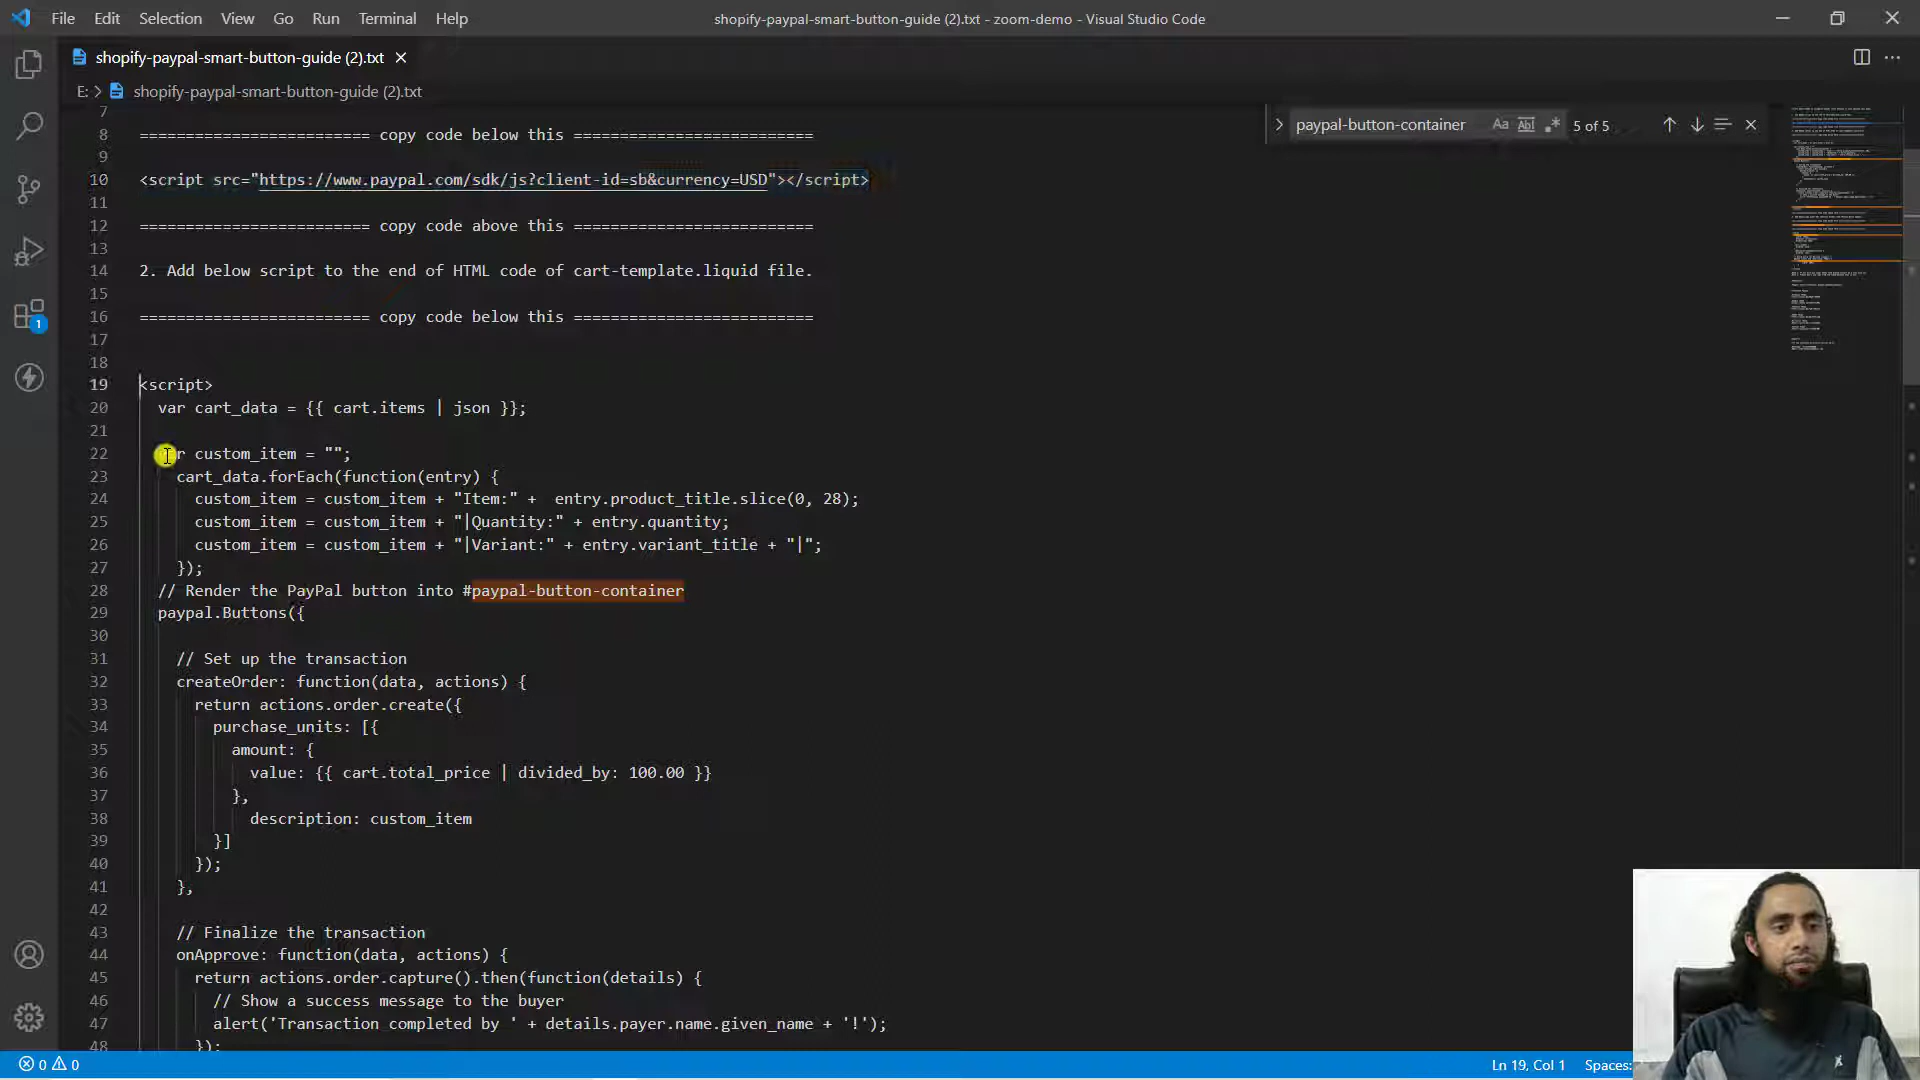 File Edit Selection View Go Run Terminal Help
shopify-paypal-smart-button-guide (2).txt - zoom-demo - Visual Studio Code
shopify-paypal-smart-button-guide (2).txt
E: > shopify-paypal-smart-button-guide (2).txt
paypal-button-container Aa Abl .* 5 of 5
7
8 ========================= copy code below this ==========================
9
10 <script src="https://www.paypal.com/sdk/js?client-id=sb&currency=USD"></script>
11
12 ========================= copy code above this ==========================
13
14 2. Add below script to the end of HTML code of cart-template.liquid file.
15
16 ========================= copy code below this ==========================
17
18
19 <script>
20 var cart_data = {{ cart.items | json }};
21
22 r custom_item = "";
23 cart_data.forEach(function(entry) {
24 custom_item = custom_item + "Item:" +  entry.product_title.slice(0, 28);
25 custom_item = custom_item + "|Quantity:" + entry.quantity;
26 custom_item = custom_item + "|Variant:" + entry.variant_title + "|";
27 });
28 // Render the PayPal button into #paypal-button-container
29 paypal.Buttons({
30
31 // Set up the transaction
32 createOrder: function(data, actions) {
33 return actions.order.create({
34 purchase_units: [{
35 amount: {
36 value: {{ cart.total_price | divided_by: 100.00 }}
37 },
38 description: custom_item
39 }]
40 });
41 },
42
43 // Finalize the transaction
44 onApprove: function(data, actions) {
45 return actions.order.capture().then(function(details) {
46 // Show a success message to the buyer
47 alert('Transaction completed by ' + details.payer.name.given_name + '!');
48 });
1
0 0
Ln 19, Col 1 Spaces: